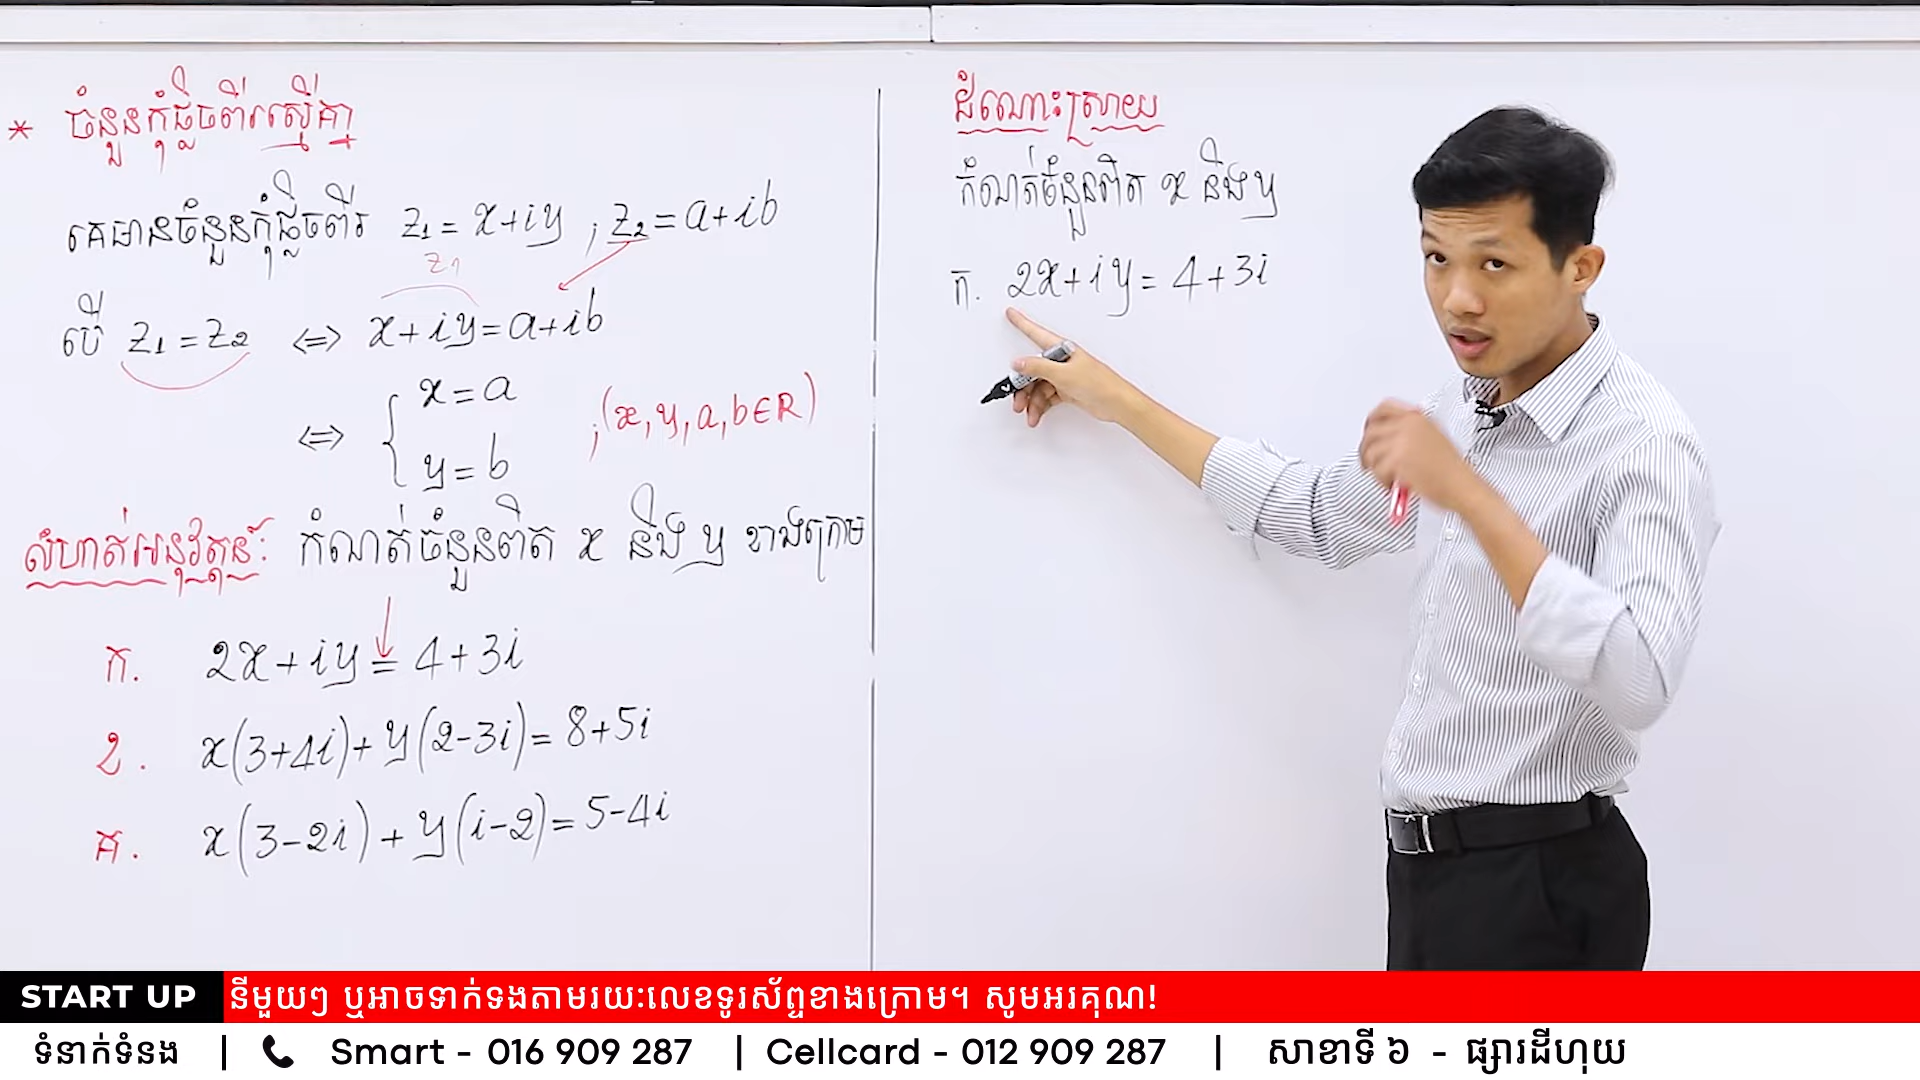 * ចំនួនកុំផ្លិចពីរស្មើគ្នា
គេមានចំនួនកុំផ្លិចពីរ z₁ = x+iy ; z₂ = a+ib
z₁
បើ z₁ = z₂ ⇔ x+iy = a+ib
⇔ { x = a
y = b ; (x, y, a, b ∈ R)
លំហាត់អនុវត្តន៍: កំណត់ចំនួនពិត x និង y ខាងក្រោម
ក. 2x+iy = 4+3i
ខ. x(3+4i)+y(2-3i) = 8+5i
គ. x(3-2i)+y(i-2) = 5-4i
ដំណោះស្រាយ
កំណត់ចំនួនពិត x និង y
ក. 2x+iy = 4+3i
START UP នីមួយៗ ឬអាចទាក់ទងតាមរយៈលេខទូរស័ព្ទខាងក្រោម។ សូមអរគុណ!
ទំនាក់ទំនង | Smart - 016 909 287 | Cellcard - 012 909 287 | សាខាទី ៦ - ផ្សារដីហុយ